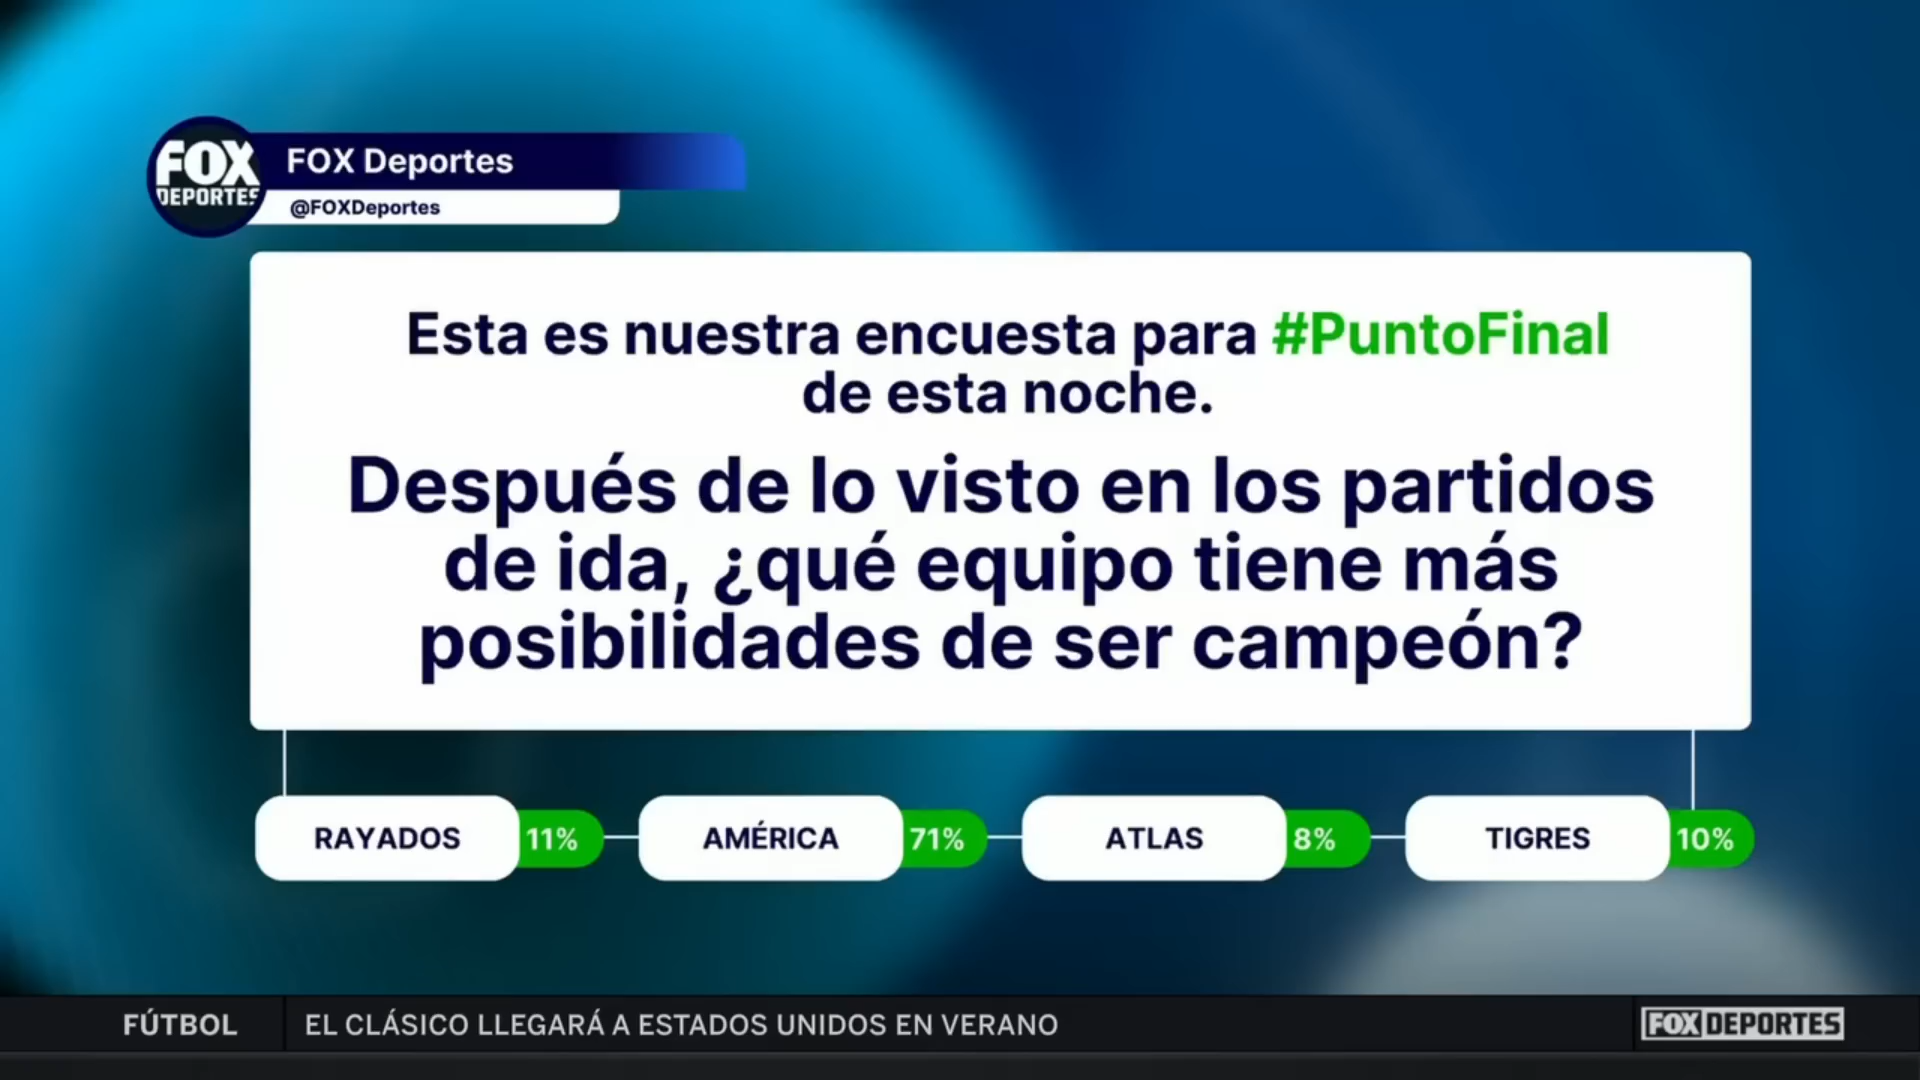 FOX
DEPORTES
FOX Deportes
@FOXDeportes
Esta es nuestra encuesta para #PuntoFinal
de esta noche.
Después de lo visto en los partidos
de ida, ¿qué equipo tiene más
posibilidades de ser campeón?
RAYADOS 11% AMÉRICA 71% ATLAS 8% TIGRES 10%
FÚTBOL EL CLÁSICO LLEGARÁ A ESTADOS UNIDOS EN VERANO FOX DEPORTES